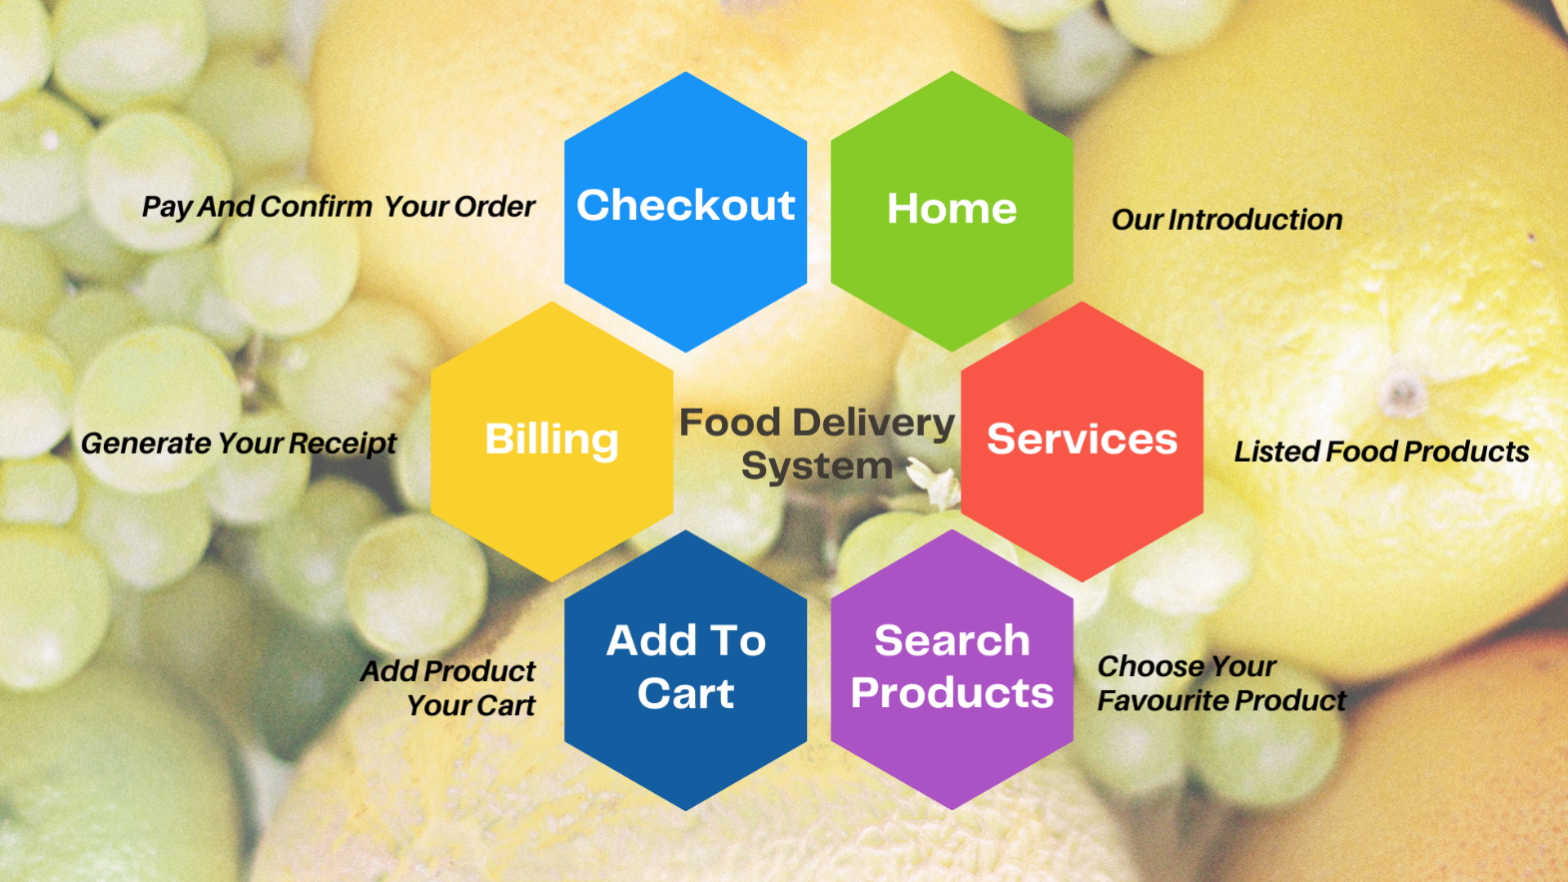 Checkout
Home
Pay And Confirm Your Order
Our Introduction
Billing
Food Delivery
System
Services
Generate Your Receipt
Listed Food Products
Add To
Cart
Search
Products
Add Product
Your Cart
Choose Your
Favourite Product